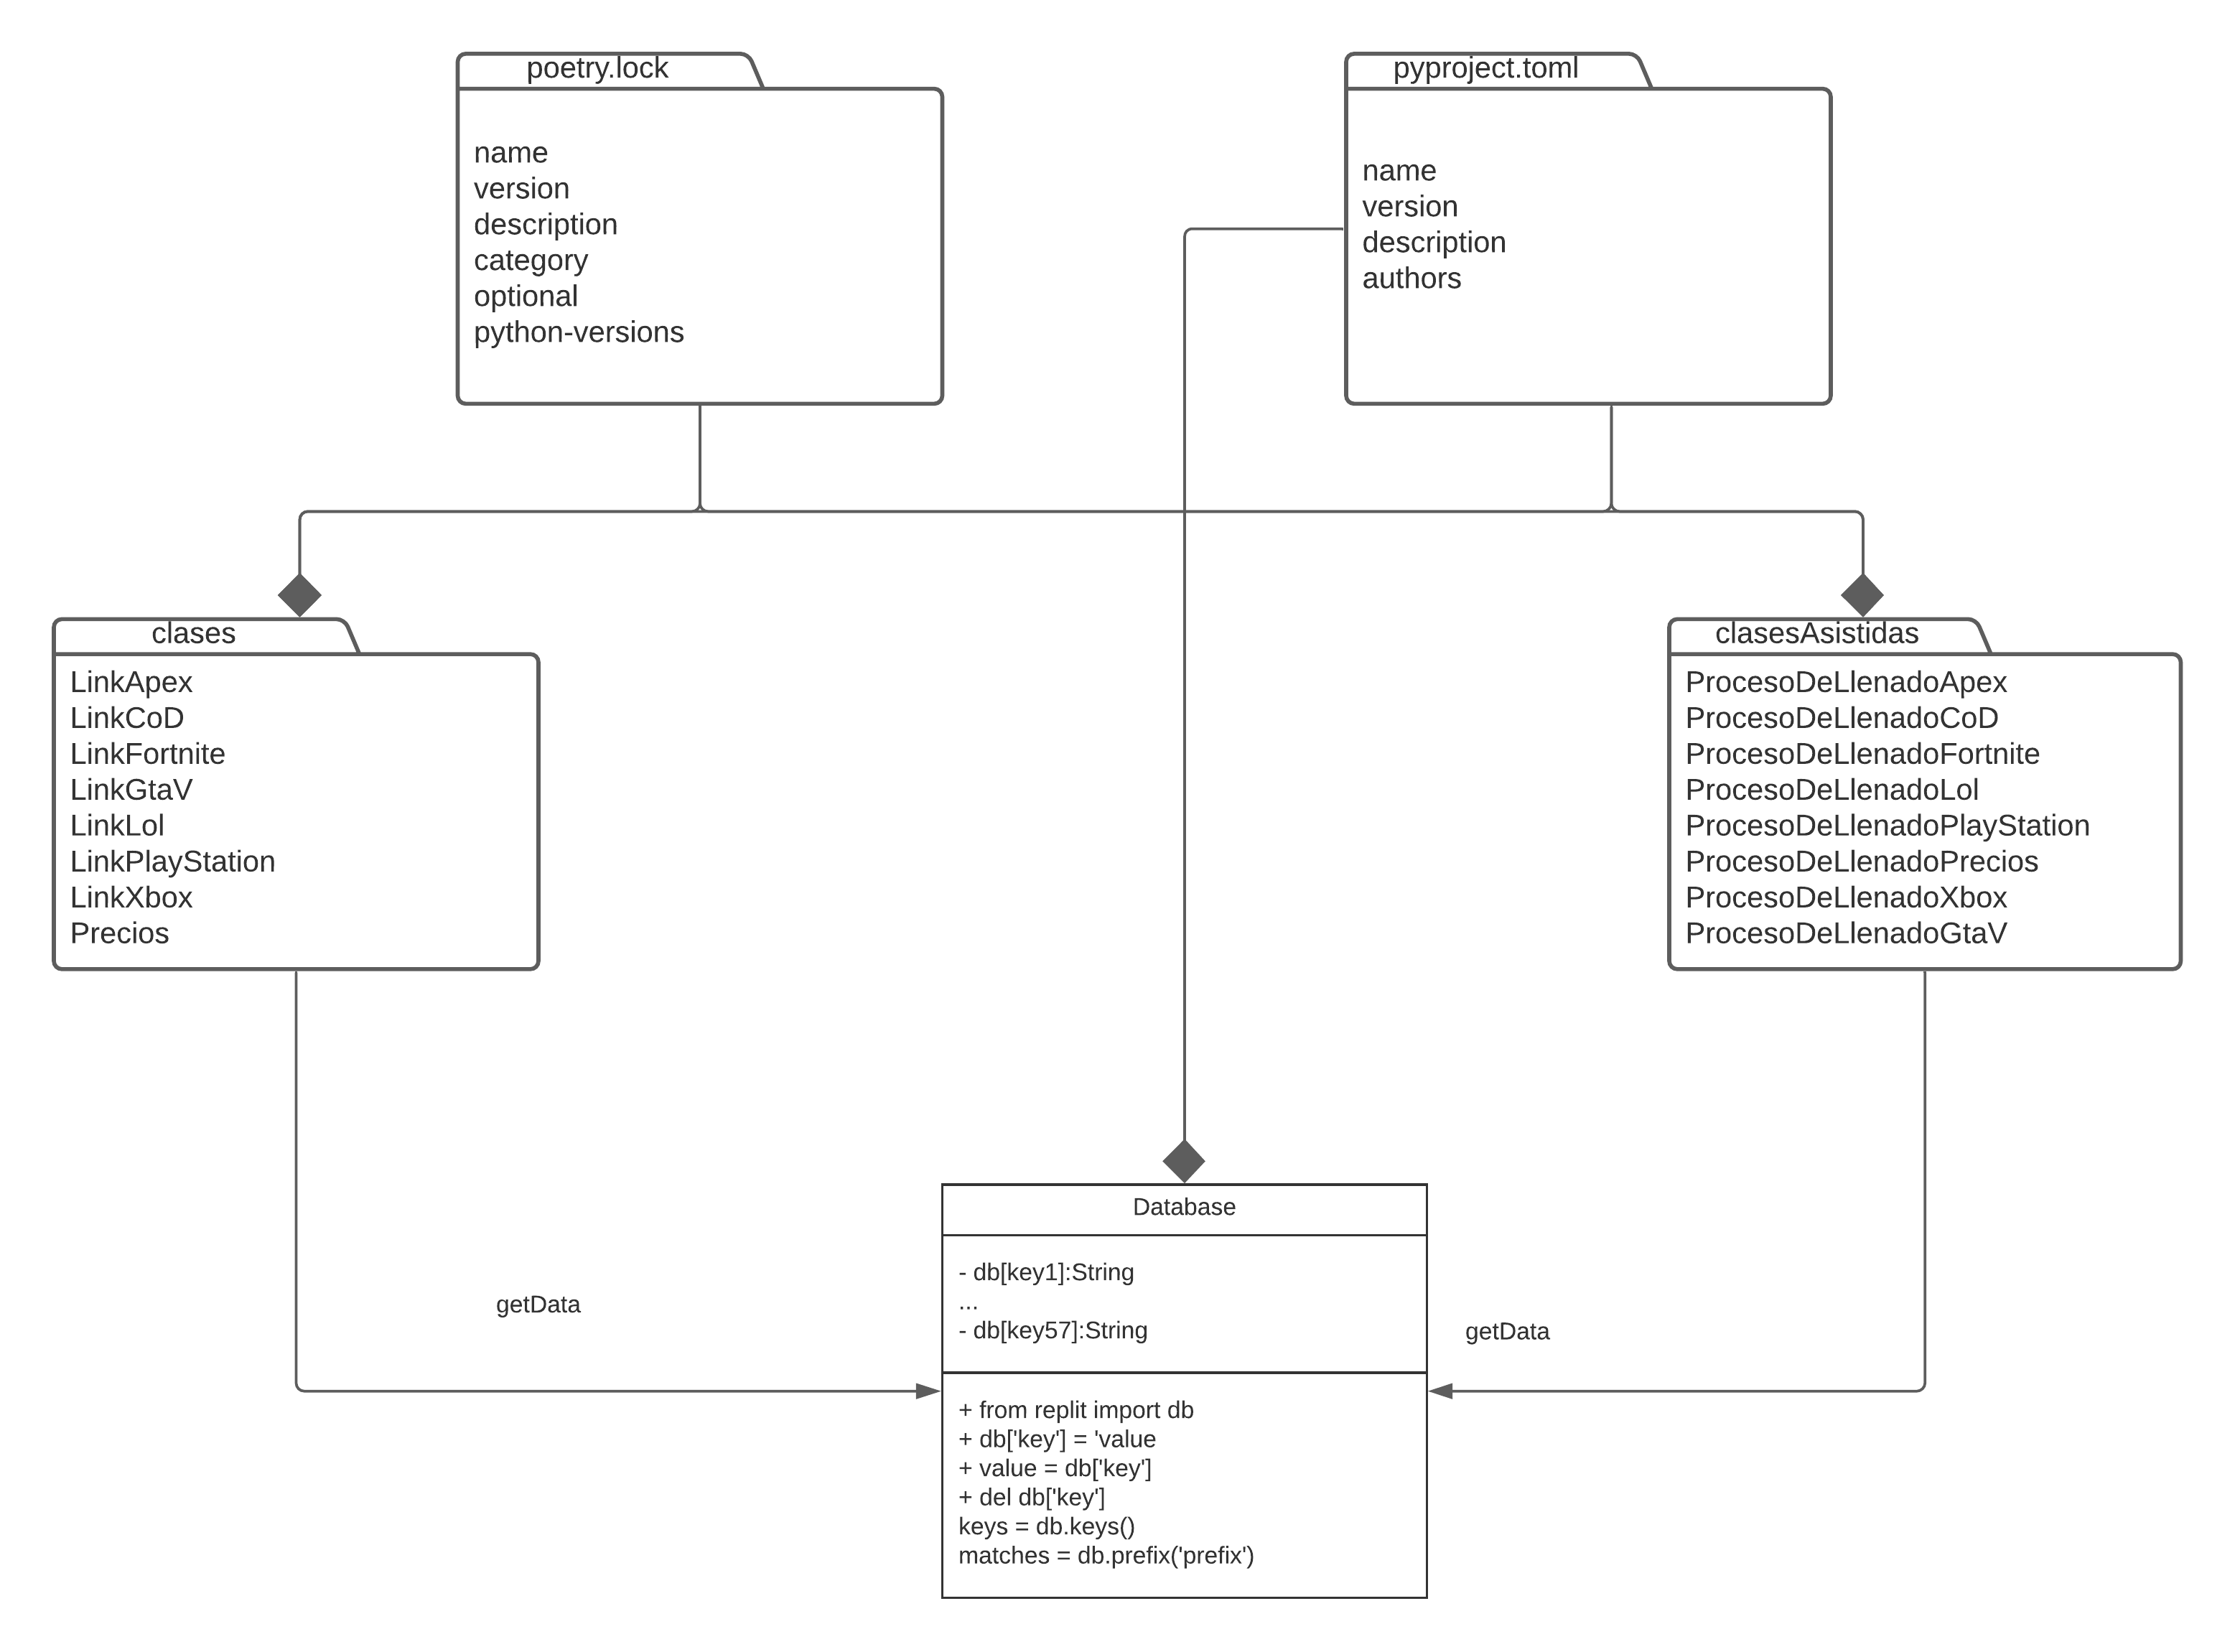 poetry.lock
name
version
description
category
optional
python-versions
pyproject.toml
name
version
description
authors
clases
LinkApex
LinkCoD
LinkFortnite
LinkGtaV
LinkLol
LinkPlayStation
LinkXbox
Precios
clasesAsistidas
ProcesoDeLlenadoApex
ProcesoDeLlenadoCoD
ProcesoDeLlenadoFortnite
ProcesoDeLlenadoLol
ProcesoDeLlenadoPlayStation
ProcesoDeLlenadoPrecios
ProcesoDeLlenadoXbox
ProcesoDeLlenadoGtaV
getData
Database
- db[key1]:String
...
- db[key57]:String
+ from replit import db
+ db['key'] = 'value
+ value = db['key']
+ del db['key']
keys = db.keys()
matches = db.prefix('prefix')
getData